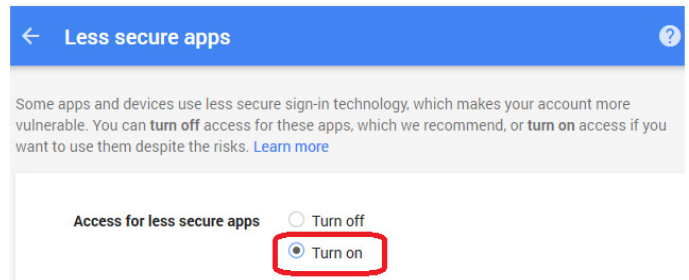 Less secure apps
Some apps and devices use less secure sign-in technology, which makes your account more
vulnerable. You can turn off access for these apps, which we recommend, or turn on access if you
want to use them despite the risks. Learn more
Access for less secure apps
Turn off
Turn on